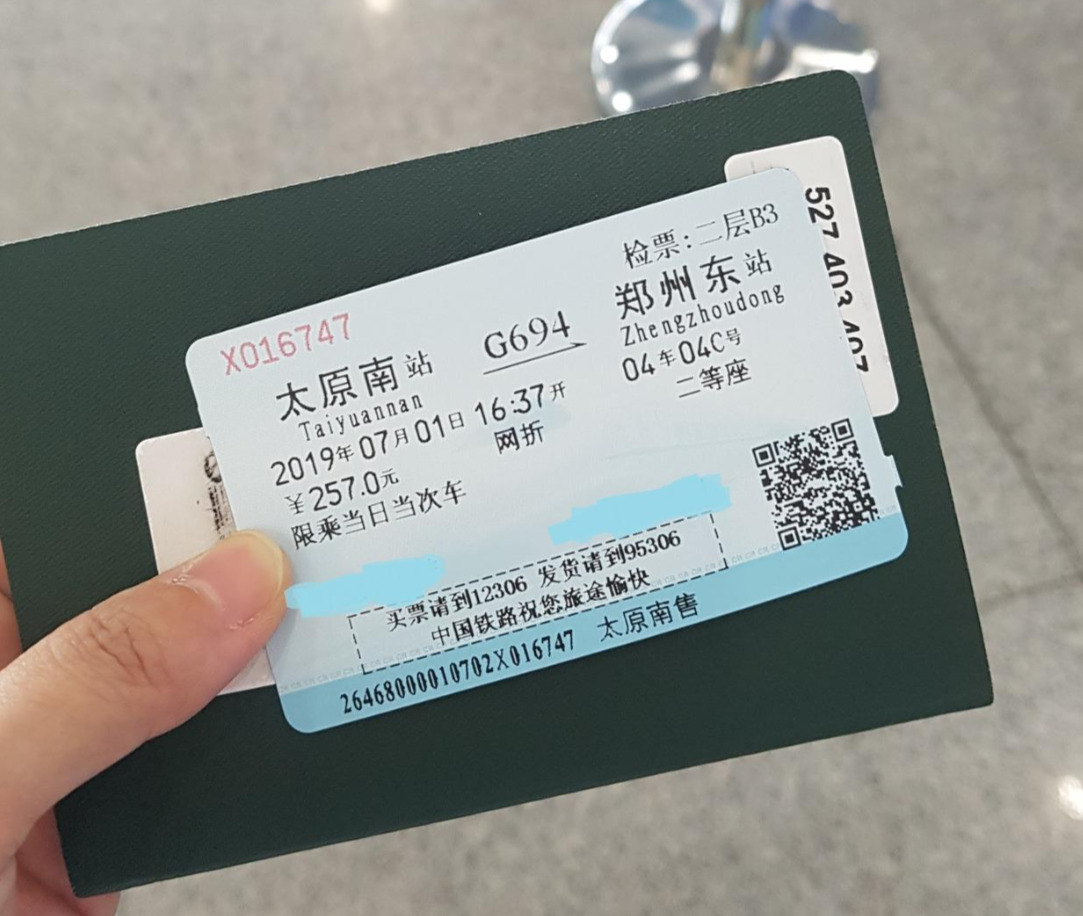 X016747
检票:二层B3
太原南站
G694
郑州东站
Taiyuannan
Zhengzhoudong
2019年07月01日 16:37开
04车04C号
¥257.0元
网折
二等座
限乘当日当次车
买票请到12306 发货请到95306
中国铁路祝您旅途愉快
26468000010702X016747 太原南售
527 403 407